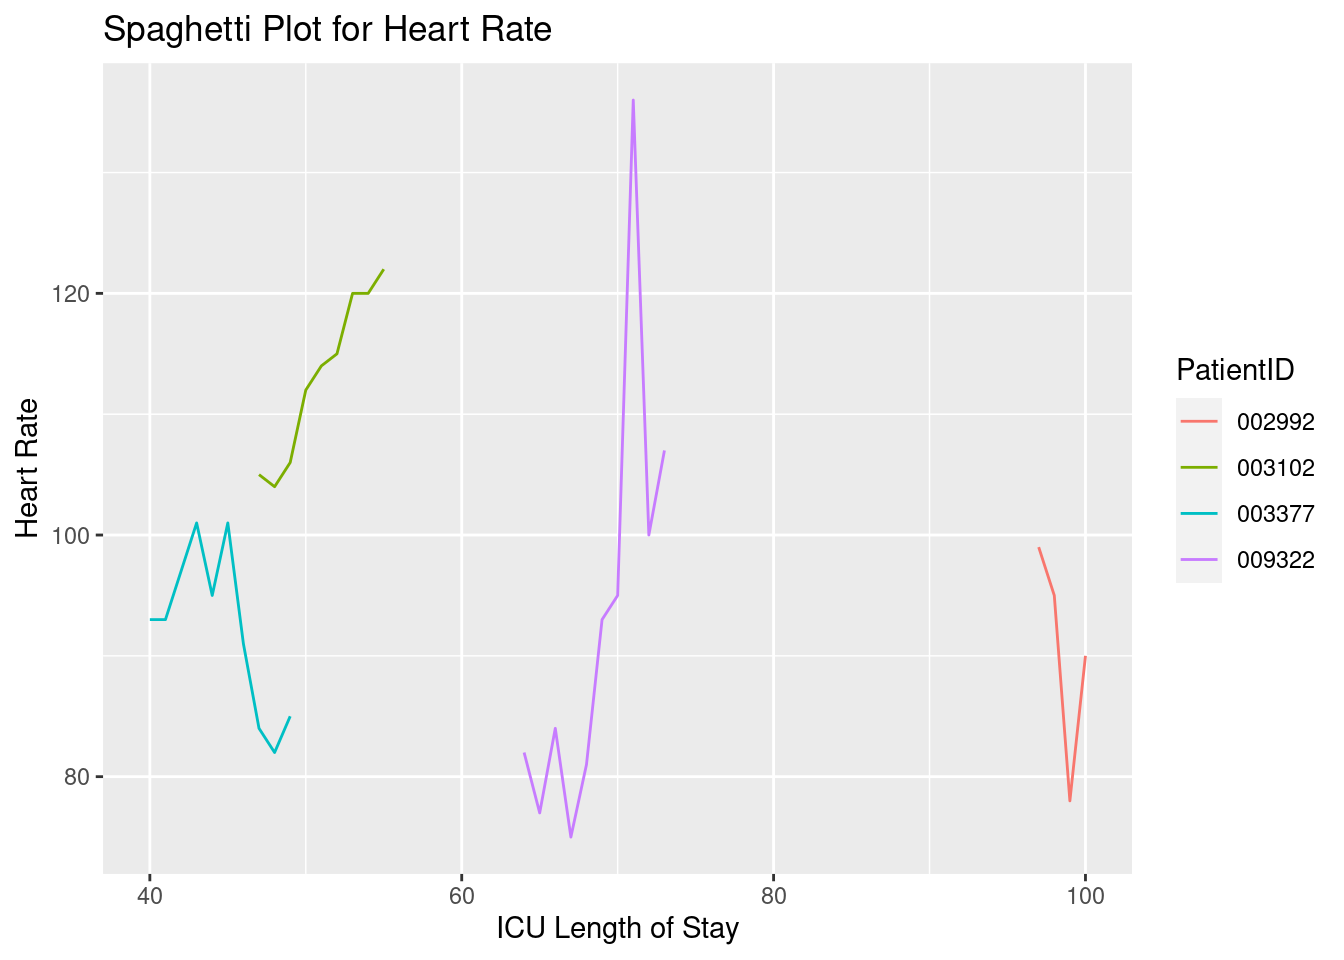 Spaghetti Plot for Heart Rate
120
100
80
Heart Rate
40 60 80 100
ICU Length of Stay
PatientID
002992
003102
003377
009322